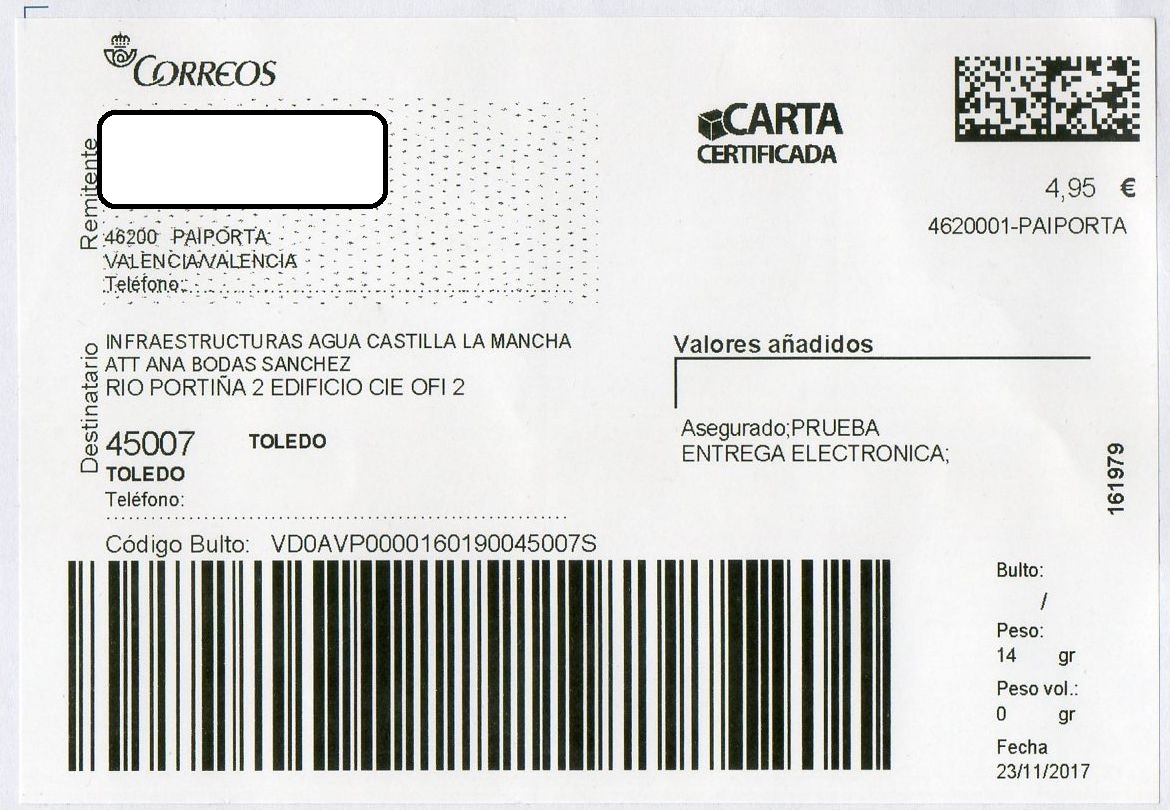 CORREOS
Remitente
46200 PAIPORTA
VALENCIA/VALENCIA
Teléfono:
CARTA
CERTIFICADA
4,95 €
4620001-PAIPORTA
Destinatario
INFRAESTRUCTURAS AGUA CASTILLA LA MANCHA
ATT ANA BODAS SANCHEZ
RIO PORTIÑA 2 EDIFICIO CIE OFI 2
45007 TOLEDO
TOLEDO
Teléfono:
Valores añadidos
Asegurado;PRUEBA
ENTREGA ELECTRONICA;
161979
Código Bulto: VD0AVP0000160190045007S
Bulto:
/
Peso:
14 gr
Peso vol.:
0 gr
Fecha
23/11/2017